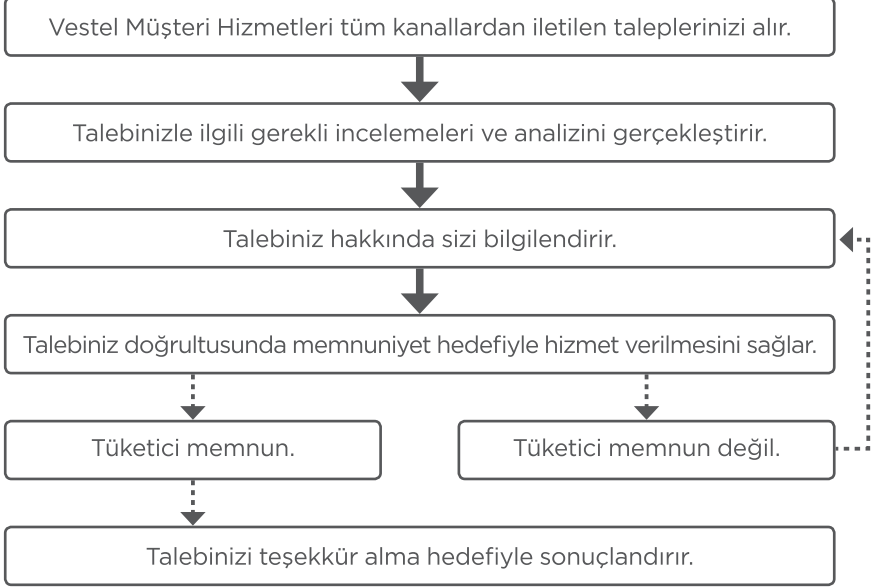 Vestel Müşteri Hizmetleri tüm kanallardan iletilen taleplerinizi alır.
Talebinizle ilgili gerekli incelemeleri ve analizini gerçekleştirir.
Talebiniz hakkında sizi bilgilendirir.
Talebiniz doğrultusunda memnuniyet hedefiyle hizmet verilmesini sağlar.
Tüketici memnun.
Tüketici memnun değil.
Talebinizi teşekkür alma hedefiyle sonuçlandırır.